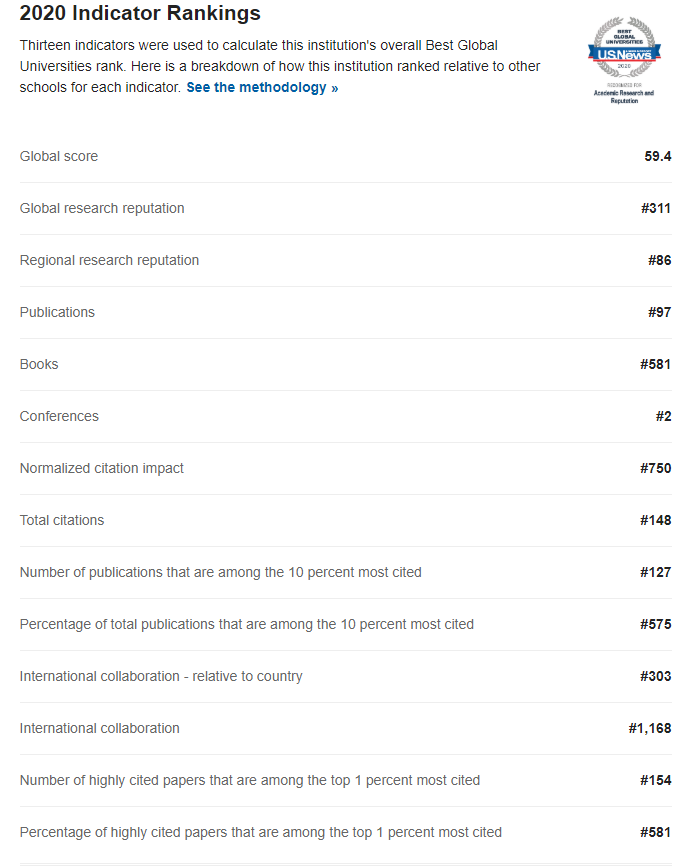 2020 Indicator Rankings
Thirteen indicators were used to calculate this institution's overall Best Global
Universities rank. Here is a breakdown of how this institution ranked relative to other
schools for each indicator. See the methodology »
BEST
GLOBAL
UNIVERSITIES
U.S.News
2020
RECOGNIZED FOR
Academic Research and
Reputation
Global score 59.4
Global research reputation #311
Regional research reputation #86
Publications #97
Books #581
Conferences #2
Normalized citation impact #750
Total citations #148
Number of publications that are among the 10 percent most cited #127
Percentage of total publications that are among the 10 percent most cited #575
International collaboration - relative to country #303
International collaboration #1,168
Number of highly cited papers that are among the top 1 percent most cited #154
Percentage of highly cited papers that are among the top 1 percent most cited #581